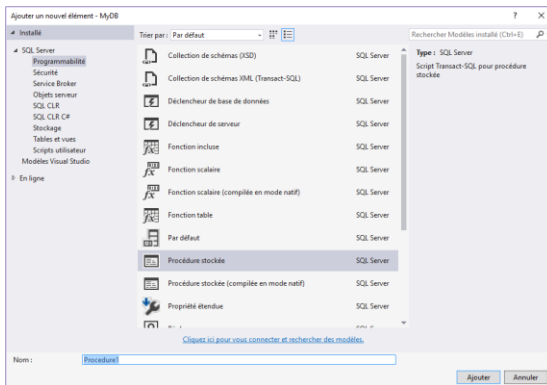 Ajouter un nouvel élément - MyDB
? X
Installé
Trier par : Par défaut
Rechercher Modèles installé (Ctrl+E)
SQL Server
Programmabilité
Sécurité
Service Broker
Objets serveur
SQL CLR
SQL CLR C#
Stockage
Tables et vues
Scripts utilisateur
Modèles Visual Studio
En ligne
Collection de schémas (XSD) SQL Server
Collection de schémas XML (Transact-SQL) SQL Server
Déclencheur de base de données SQL Server
Déclencheur de serveur SQL Server
Fonction incluse SQL Server
Fonction scalaire SQL Server
Fonction scalaire (compilée en mode natif) SQL Server
Fonction table SQL Server
Par défaut SQL Server
Procédure stockée SQL Server
Procédure stockée (compilée en mode natif) SQL Server
Propriété étendue SQL Server
Type : SQL Server
Script Transact-SQL pour procédure
stockée
Cliquez ici pour vous connecter et rechercher des modèles.
Nom : Procedure1
Ajouter Annuler